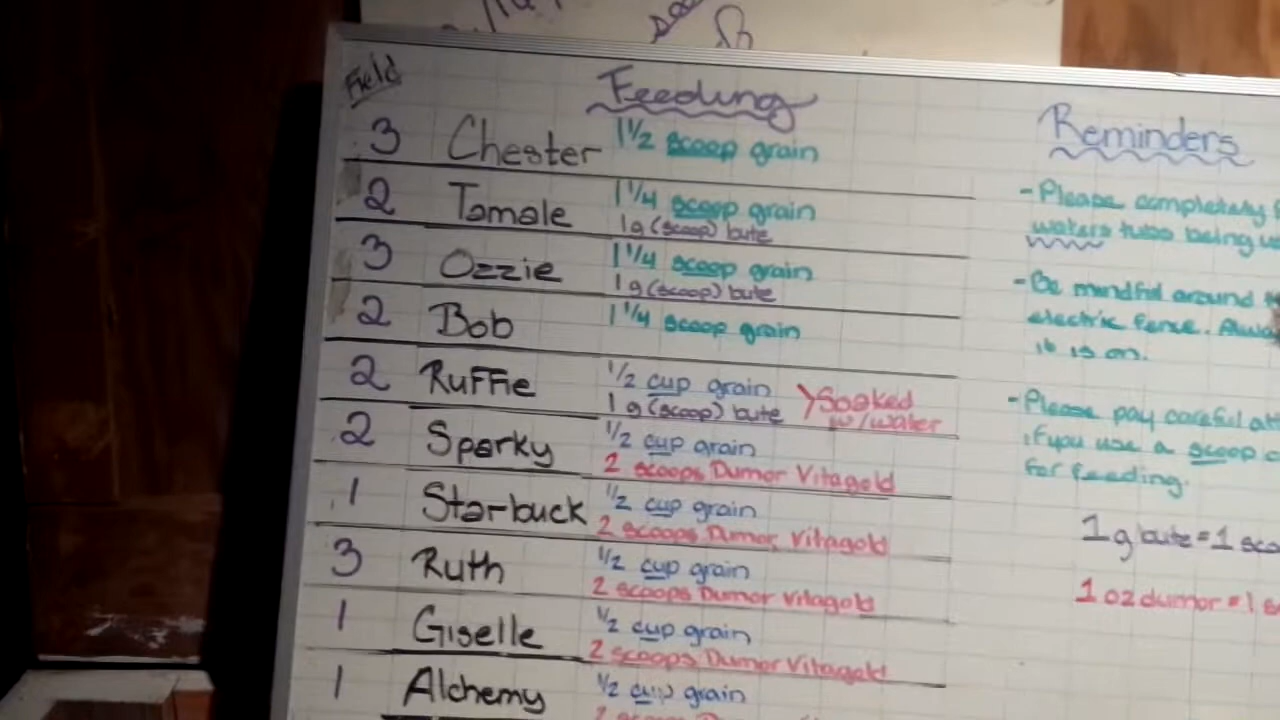 Field Feeding
3 Chester 1 1/2 scoop grain
2 Tamale 1 1/4 scoop grain
1g (scoop) bute
3 Ozzie 1 1/4 scoop grain
1g (scoop) bute
2 Bob 1 1/4 scoop grain
2 Ruffie 1/2 cup grain
1g (scoop) bute
Soaked
w/water
2 Sparky 1/2 cup grain
2 scoops Dumor Vitagold
1 Starbuck 1/2 cup grain
2 scoops Dumor Vitagold
3 Ruth 1/2 cup grain
2 scoops Dumor Vitagold
1 Giselle 1/2 cup grain
2 scoops Dumor Vitagold
1 Alchemy 1/2 cup grain
Reminders
- Please completely
waters tubs being
- Be mindful around
electric fence.
it is on.
- Please pay careful
if you use a scoop
for feeding.
1g bute = 1
1 oz dumor = 1